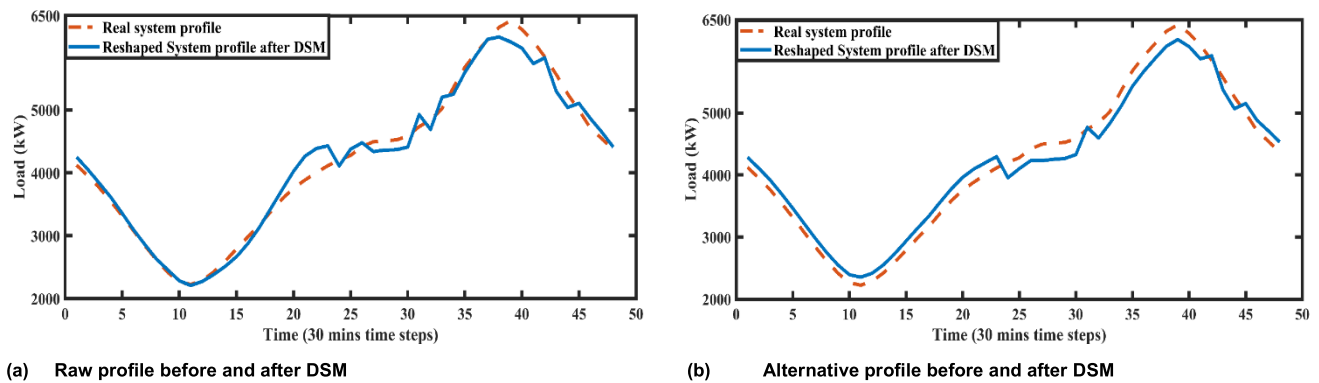 6500
5000
4000
3000
2000
Load (kW)
Real system profile
Reshaped System profile after DSM
0 5 10 15 20 25 30 35 40 45 50
Time (30 mins time steps)
(a) Raw profile before and after DSM
6500
5000
4000
3000
2000
Load (kW)
Real system profile
Reshaped System profile after DSM
0 5 10 15 20 25 30 35 40 45 50
Time (30 mins time steps)
(b) Alternative profile before and after DSM